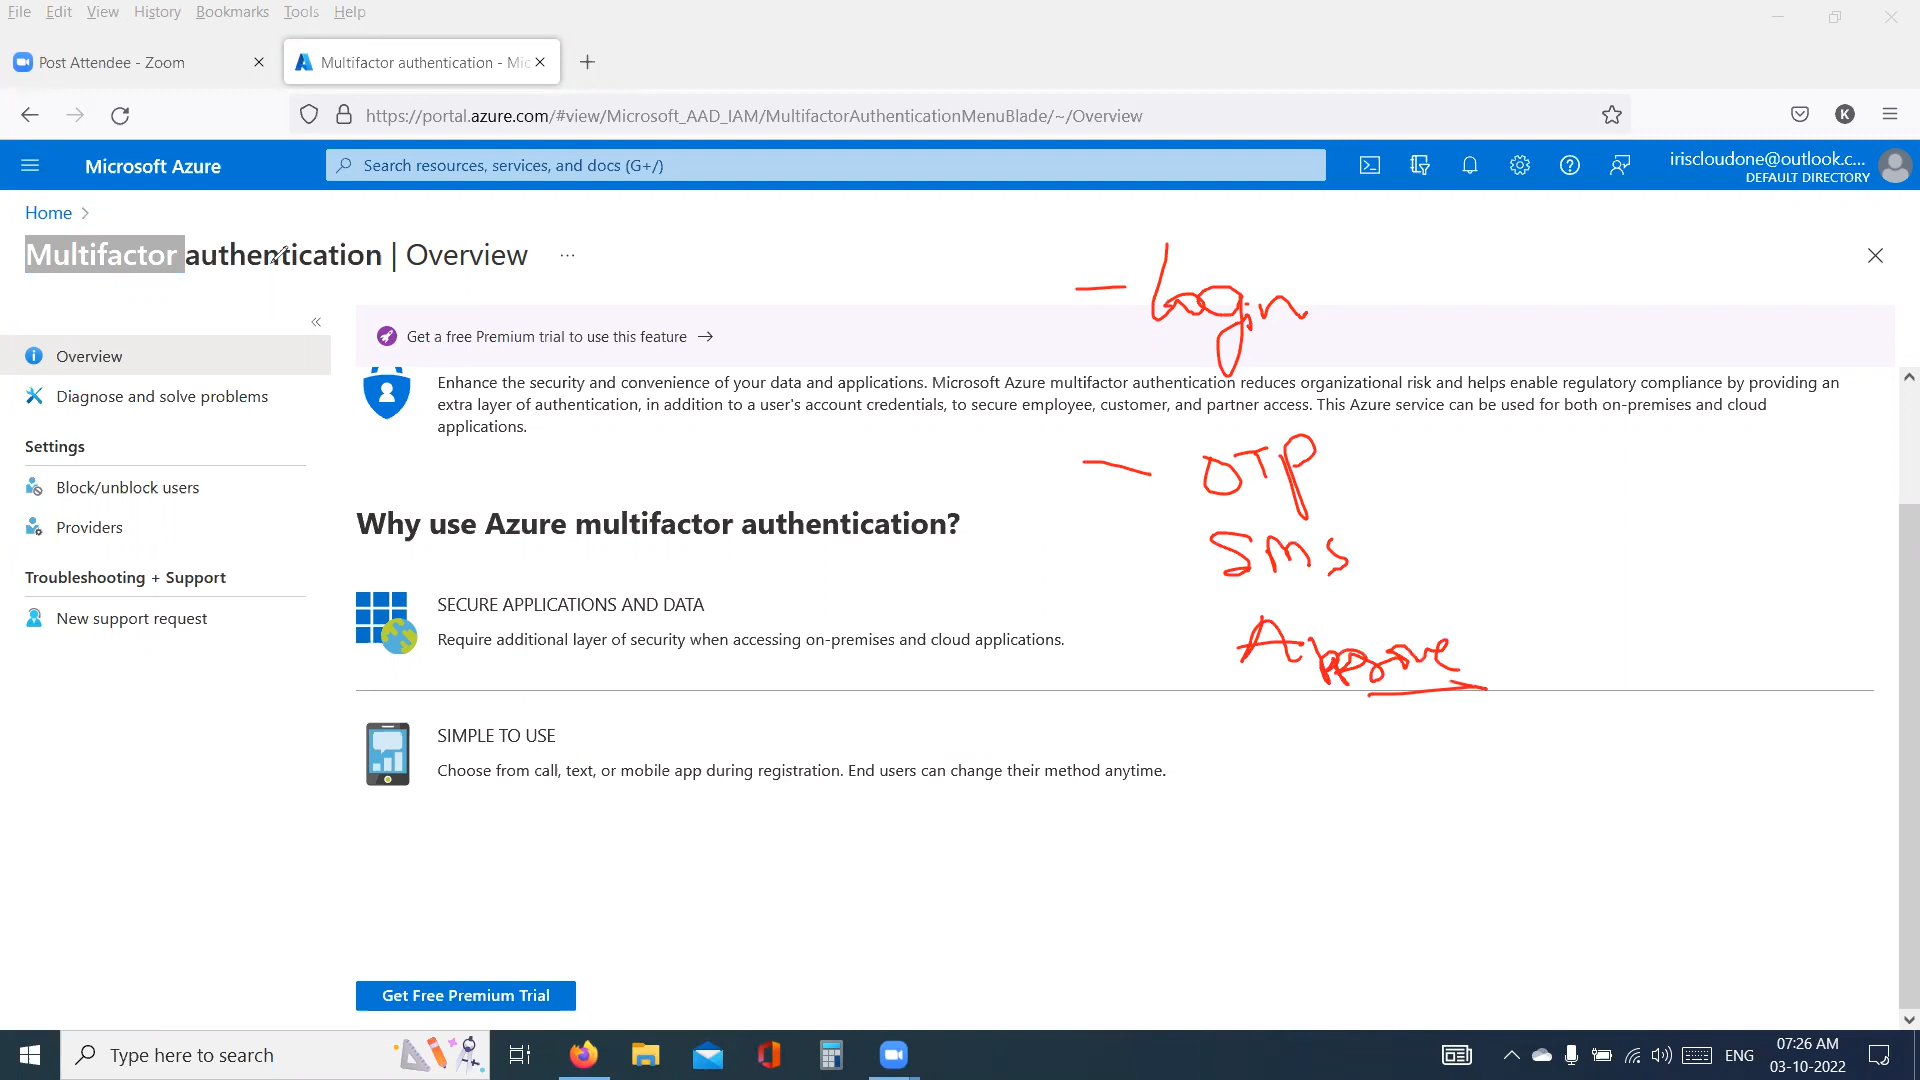 File Edit View History Bookmarks Tools Help
Post Attendee - Zoom
Multifactor authentication - Mic
https://portal.azure.com/#view/Microsoft_AAD_IAM/MultifactorAuthenticationMenuBlade/~/Overview
K
Microsoft Azure
Search resources, services, and docs (G+/)
iriscloudone@outlook.c...
DEFAULT DIRECTORY
Home
Multifactor authentication | Overview
...
- Login
Get a free Premium trial to use this feature →
Overview
Diagnose and solve problems
Settings
Block/unblock users
Providers
Troubleshooting + Support
New support request
Enhance the security and convenience of your data and applications. Microsoft Azure multifactor authentication reduces organizational risk and helps enable regulatory compliance by providing an
extra layer of authentication, in addition to a user's account credentials, to secure employee, customer, and partner access. This Azure service can be used for both on-premises and cloud
applications.
- OTP
SMS
Approve
Why use Azure multifactor authentication?
SECURE APPLICATIONS AND DATA
Require additional layer of security when accessing on-premises and cloud applications.
SIMPLE TO USE
Choose from call, text, or mobile app during registration. End users can change their method anytime.
Get Free Premium Trial
Type here to search
ENG
07:26 AM
03-10-2022